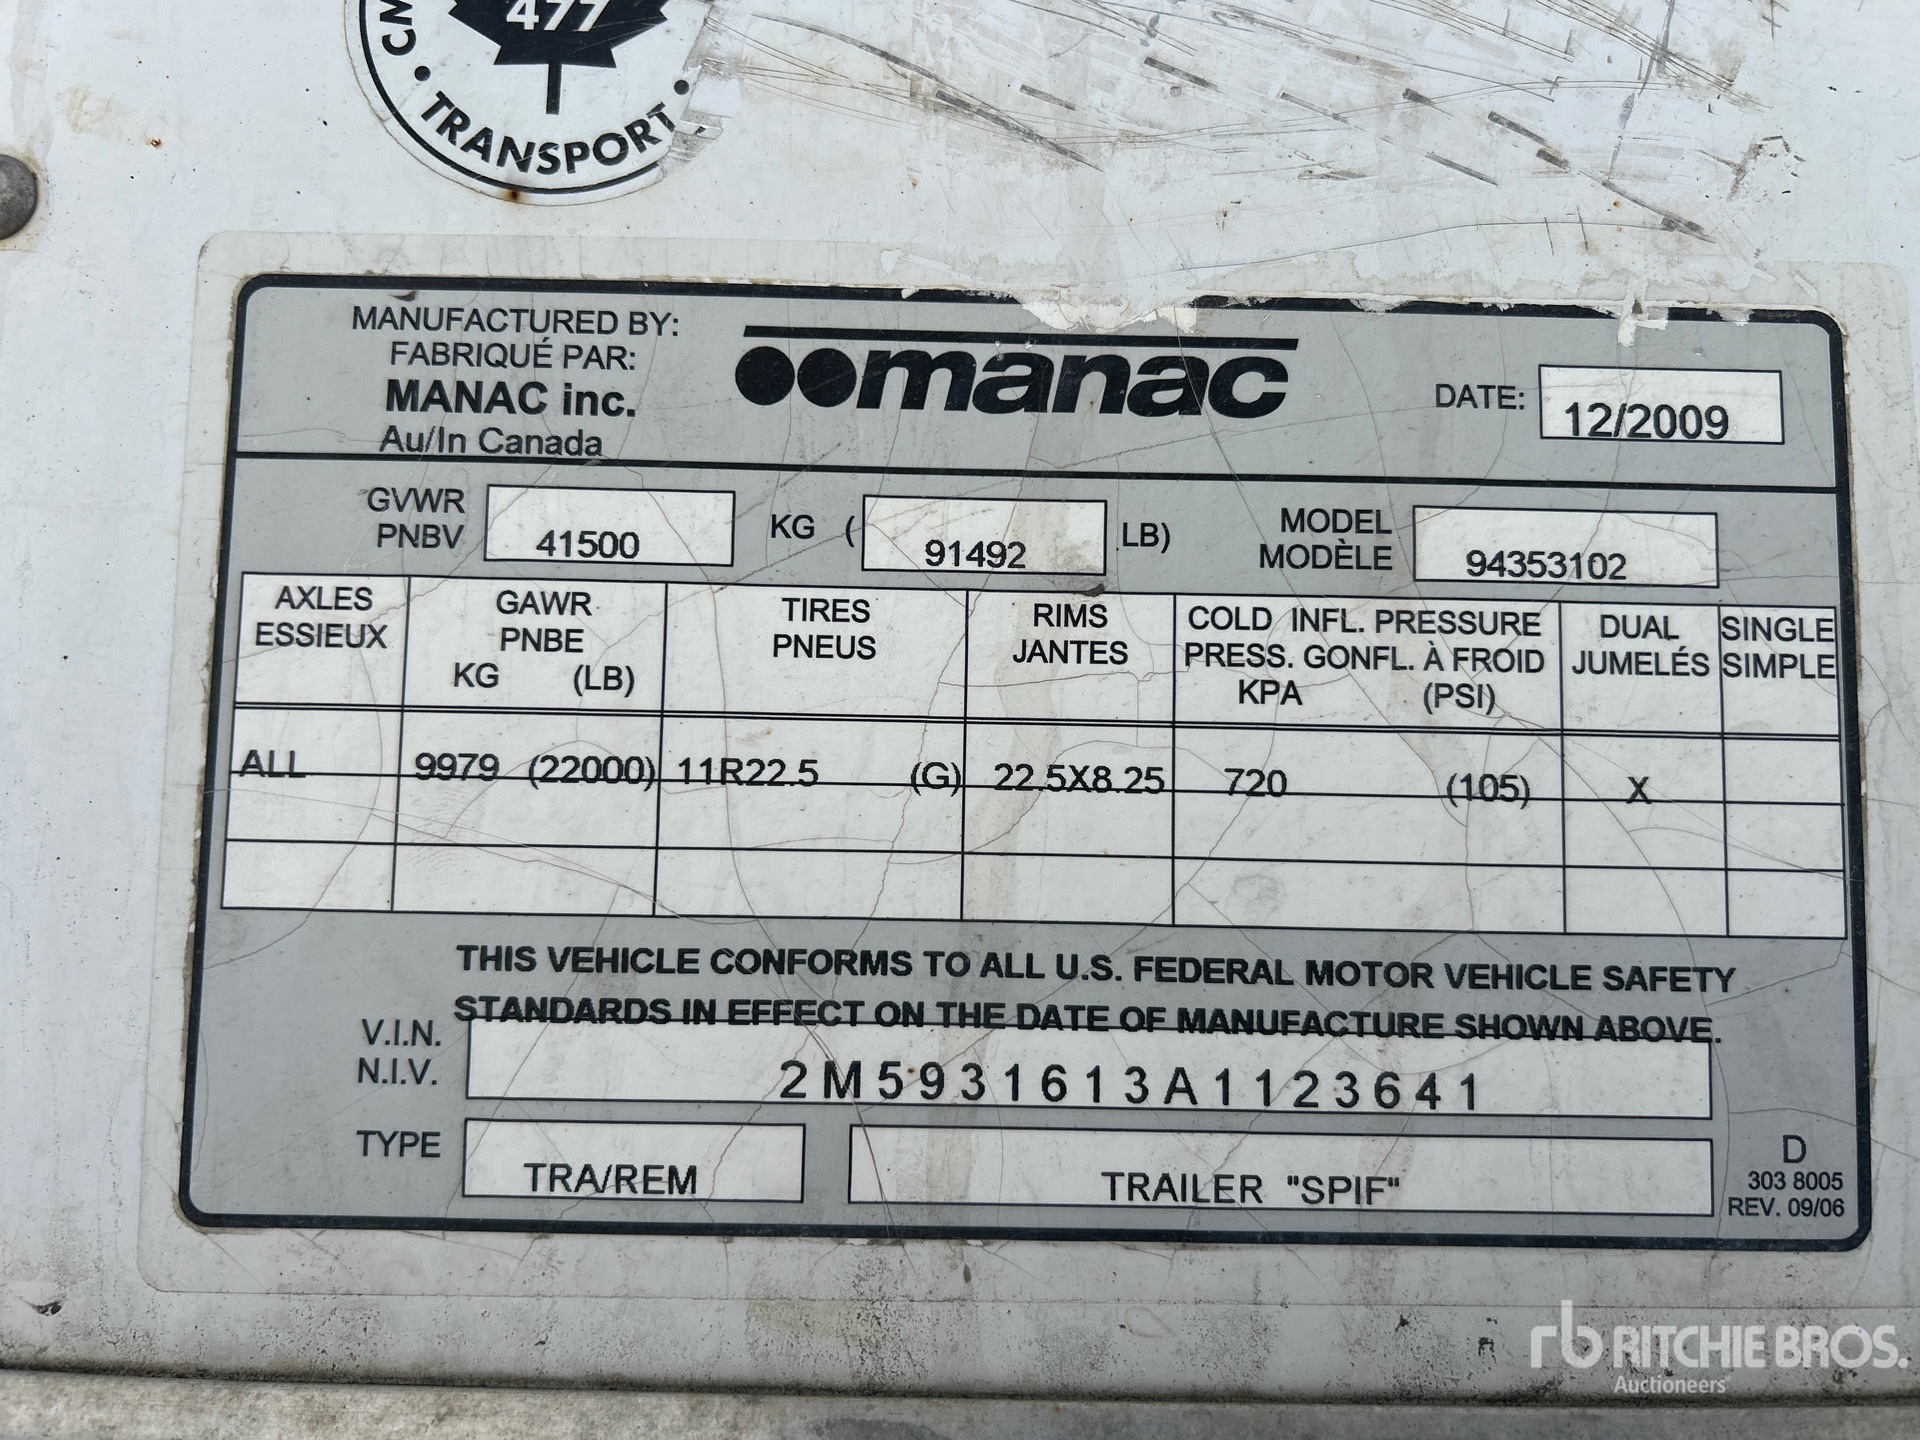 477
CM
• TRANSPORT •
MANUFACTURED BY:
FABRIQUÉ PAR:
MANAC inc.
Au/In Canada
manac
DATE: 12/2009
GVWR
PNBV
41500 KG ( 91492 LB)
MODEL
MODÈLE
94353102
AXLES
ESSIEUX
GAWR
PNBE
KG (LB)
TIRES
PNEUS
RIMS
JANTES
COLD INFL. PRESSURE
PRESS. GONFL. À FROID
KPA (PSI)
DUAL
JUMELÉS
SINGLE
SIMPLE
ALL 9979 (22000) 11R22.5 (G) 22.5X8.25 720 (105) X
THIS VEHICLE CONFORMS TO ALL U.S. FEDERAL MOTOR VEHICLE SAFETY
STANDARDS IN EFFECT ON THE DATE OF MANUFACTURE SHOWN ABOVE.
V.I.N.
N.I.V.
2M5931613A1123641
TYPE TRA/REM TRAILER "SPIF"
D
303 8005
REV. 09/06
rb RITCHIE BROS.
Auctioneers